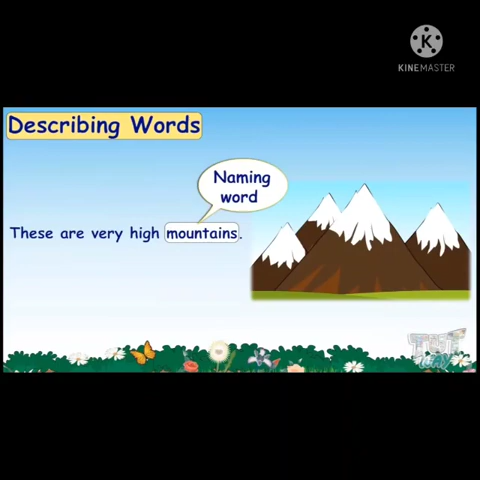 KINEMASTER
Describing Words
Naming
word
These are very high mountains.